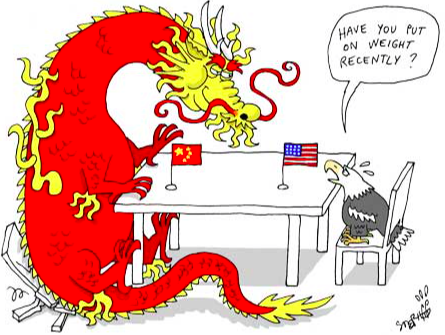 HAVE YOU PUT
ON WEIGHT
RECENTLY ?